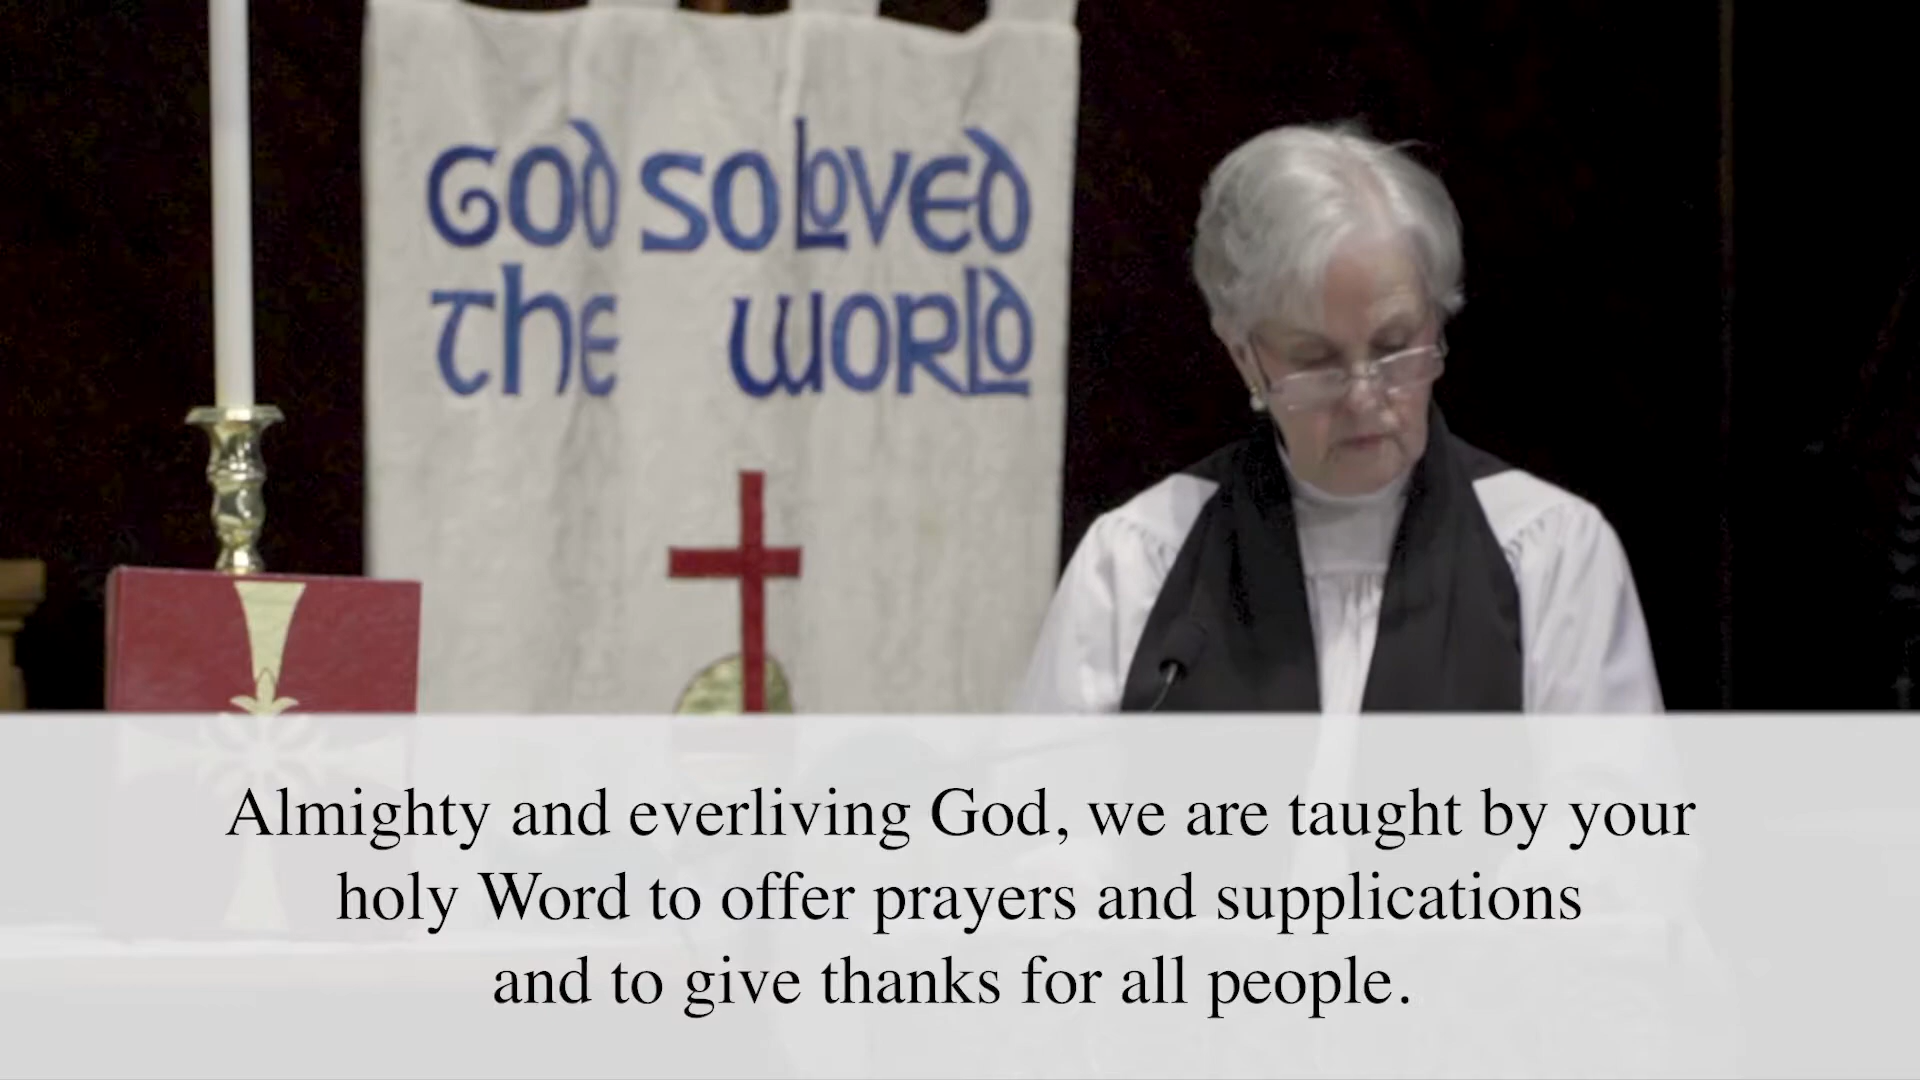 GOD SO LOVED
THE WORLD
Almighty and everliving God, we are taught by your
holy Word to offer prayers and supplications
and to give thanks for all people.